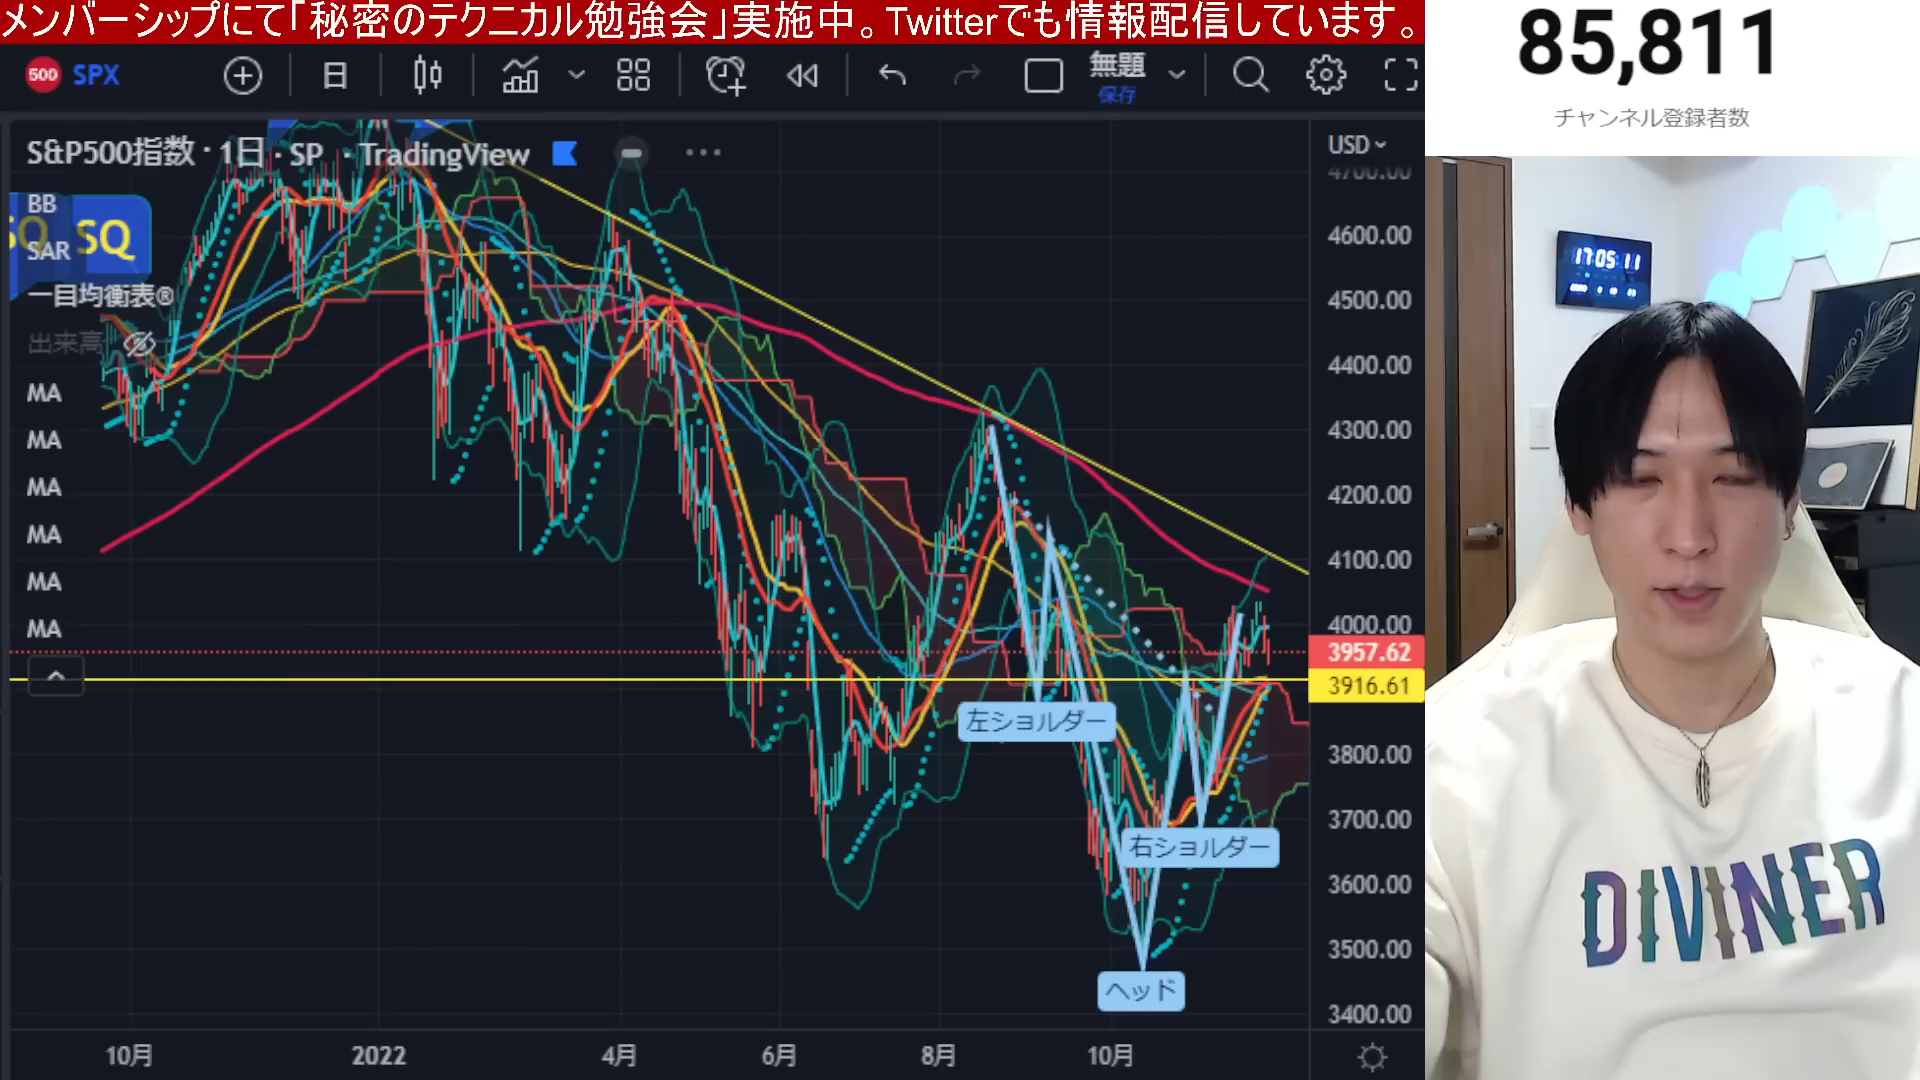 メンバーシップにて「秘密のテクニカル勉強会」実施中。Twitterでも情報配信しています。
85,811
チャンネル登録者数
500 SPX
日
無題
保存
S&P500指数・1日・SP ・TradingView
USD
BB
SQ
SAR
一目均衡表®
出来高
MA
MA
MA
MA
MA
MA
4700.00
4600.00
4500.00
4400.00
4300.00
4200.00
4100.00
4000.00
3957.62
3916.61
3800.00
3700.00
3600.00
3500.00
3400.00
左ショルダー
右ショルダー
ヘッド
10月
2022
4月
6月
8月
10月
17:05 11
DIVINER